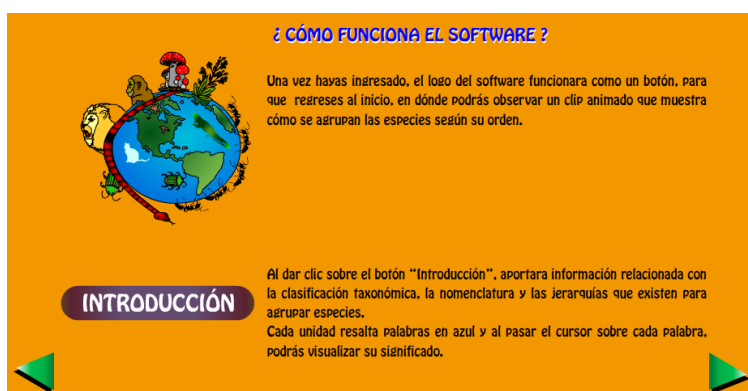 ¿ CÓMO FUNCIONA EL SOFTWARE ?
Una vez hayas ingresado, el logo del software funcionara como un botón, para
que regreses al inicio, en dónde podrás observar un clip animado que muestra
cómo se agrupan las especies según su orden.
INTRODUCCIÓN
Al dar clic sobre el botón “Introducción”, aportara información relacionada con
la clasificación taxonómica, la nomenclatura y las jerarquías que existen para
agrupar especies.
Cada unidad resalta palabras en azul y al pasar el cursor sobre cada palabra,
podrás visualizar su significado.